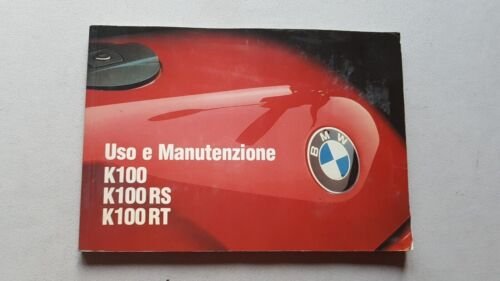 BMW
Uso e Manutenzione
K100
K100 RS
K100 RT